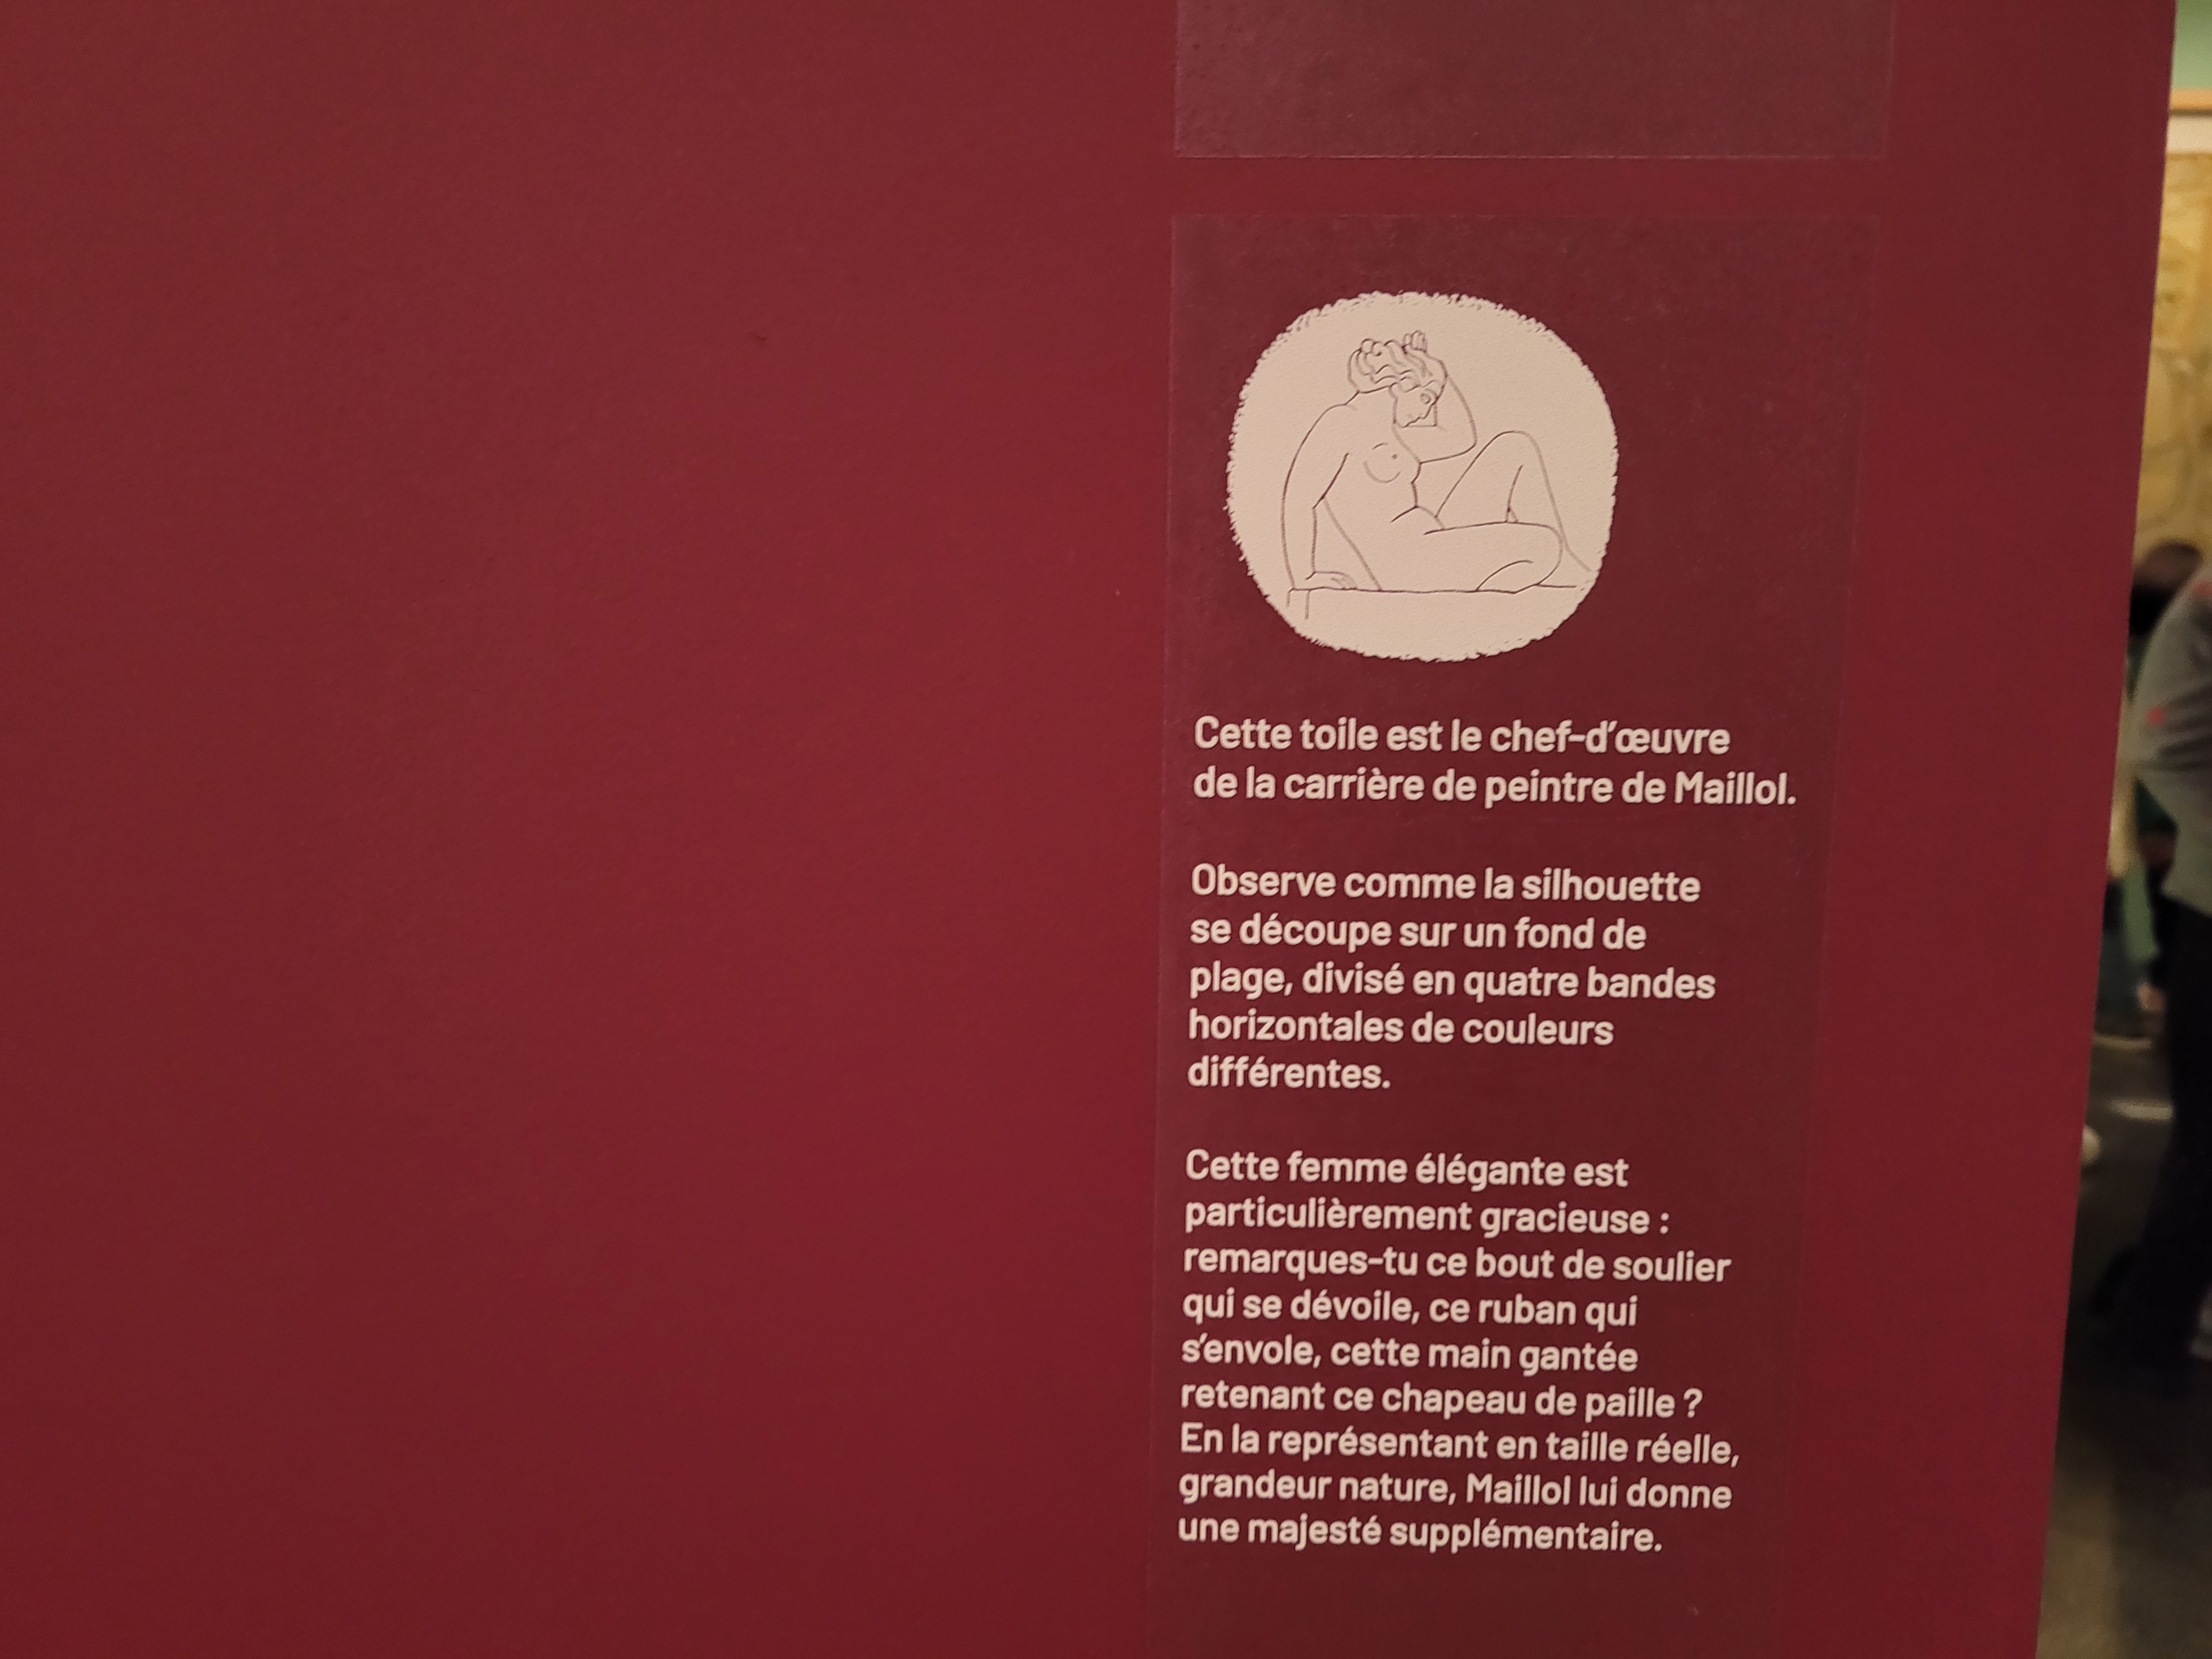 Cette toile est le chef-d’œuvre
de la carrière de peintre de Maillol.
Observe comme la silhouette
se découpe sur un fond de
plage, divisé en quatre bandes
horizontales de couleurs
différentes.
Cette femme élégante est
particulièrement gracieuse :
remarques-tu ce bout de soulier
qui se dévoile, ce ruban qui
s’envole, cette main gantée
retenant ce chapeau de paille ?
En la représentant en taille réelle,
grandeur nature, Maillol lui donne
une majesté supplémentaire.